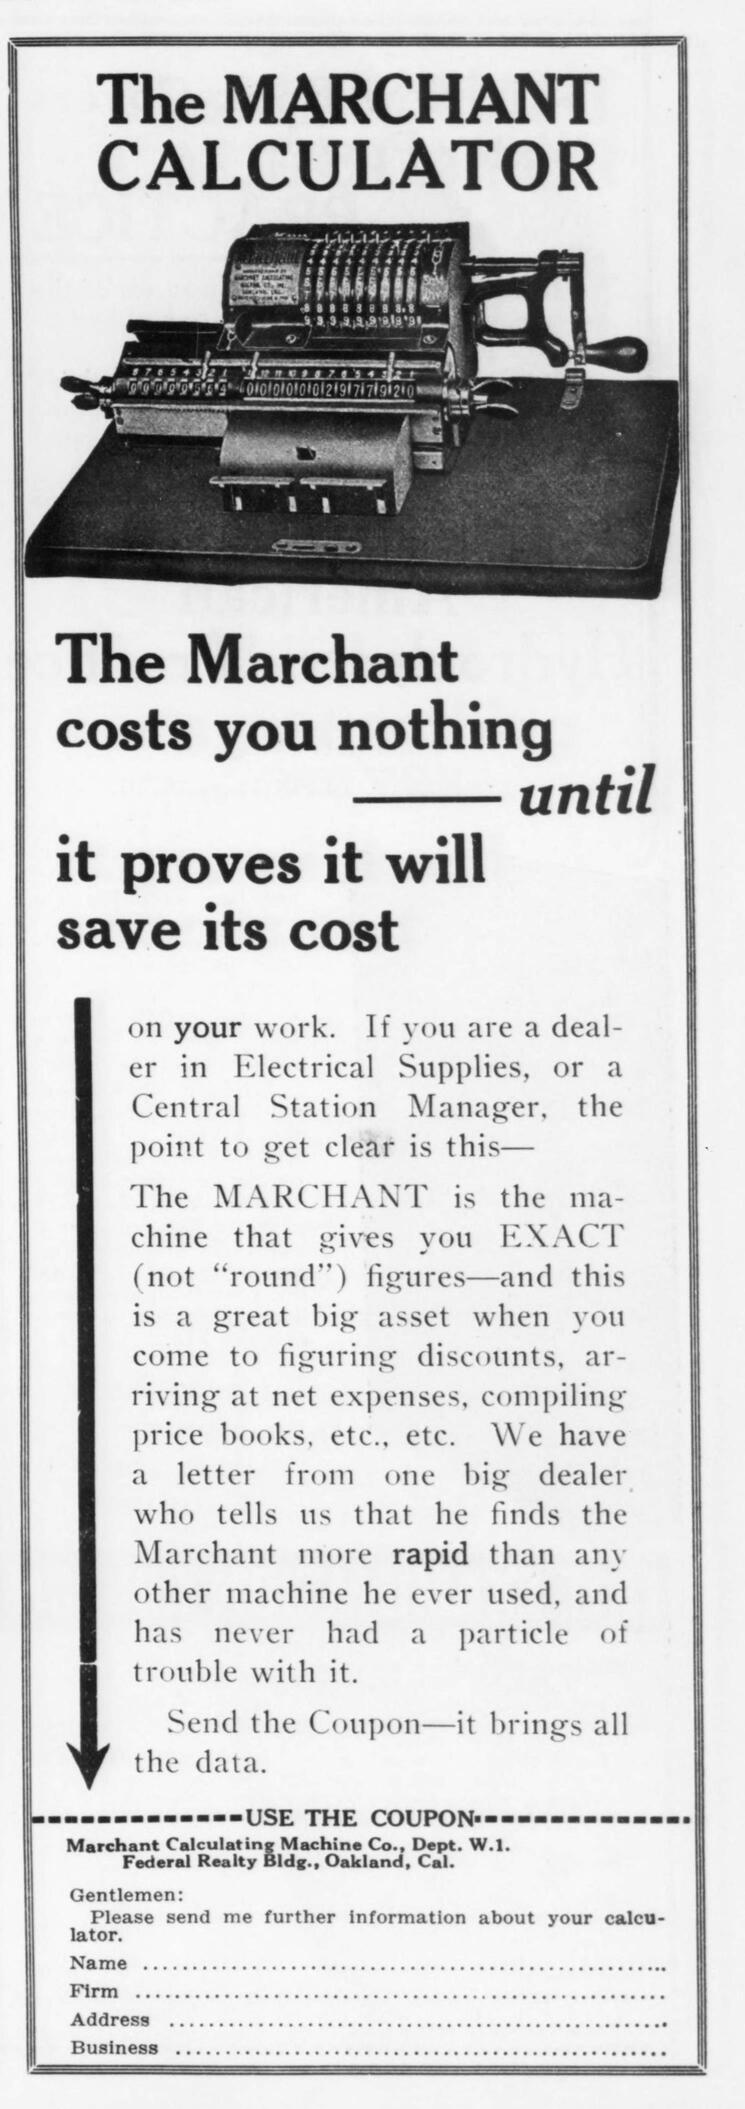 The MARCHANT
CALCULATOR
The Marchant
costs you nothing
— until
it proves it will
save its cost
on your work. If you are a deal-
er in Electrical Supplies, or a
Central Station Manager, the
point to get clear is this—
The MARCHANT is the ma-
chine that gives you EXACT
(not “round”) figures—and this
is a great big asset when you
come to figuring discounts, ar-
riving at net expenses, compiling
price books, etc., etc. We have
a letter from one big dealer
who tells us that he finds the
Marchant more rapid than any
other machine he ever used, and
has never had a particle of
trouble with it.
Send the Coupon—it brings all
the data.
USE THE COUPON
Marchant Calculating Machine Co., Dept. W.1.
Federal Realty Bldg., Oakland, Cal.
Gentlemen:
Please send me further information about your calcu-
lator.
Name
Firm
Address
Business